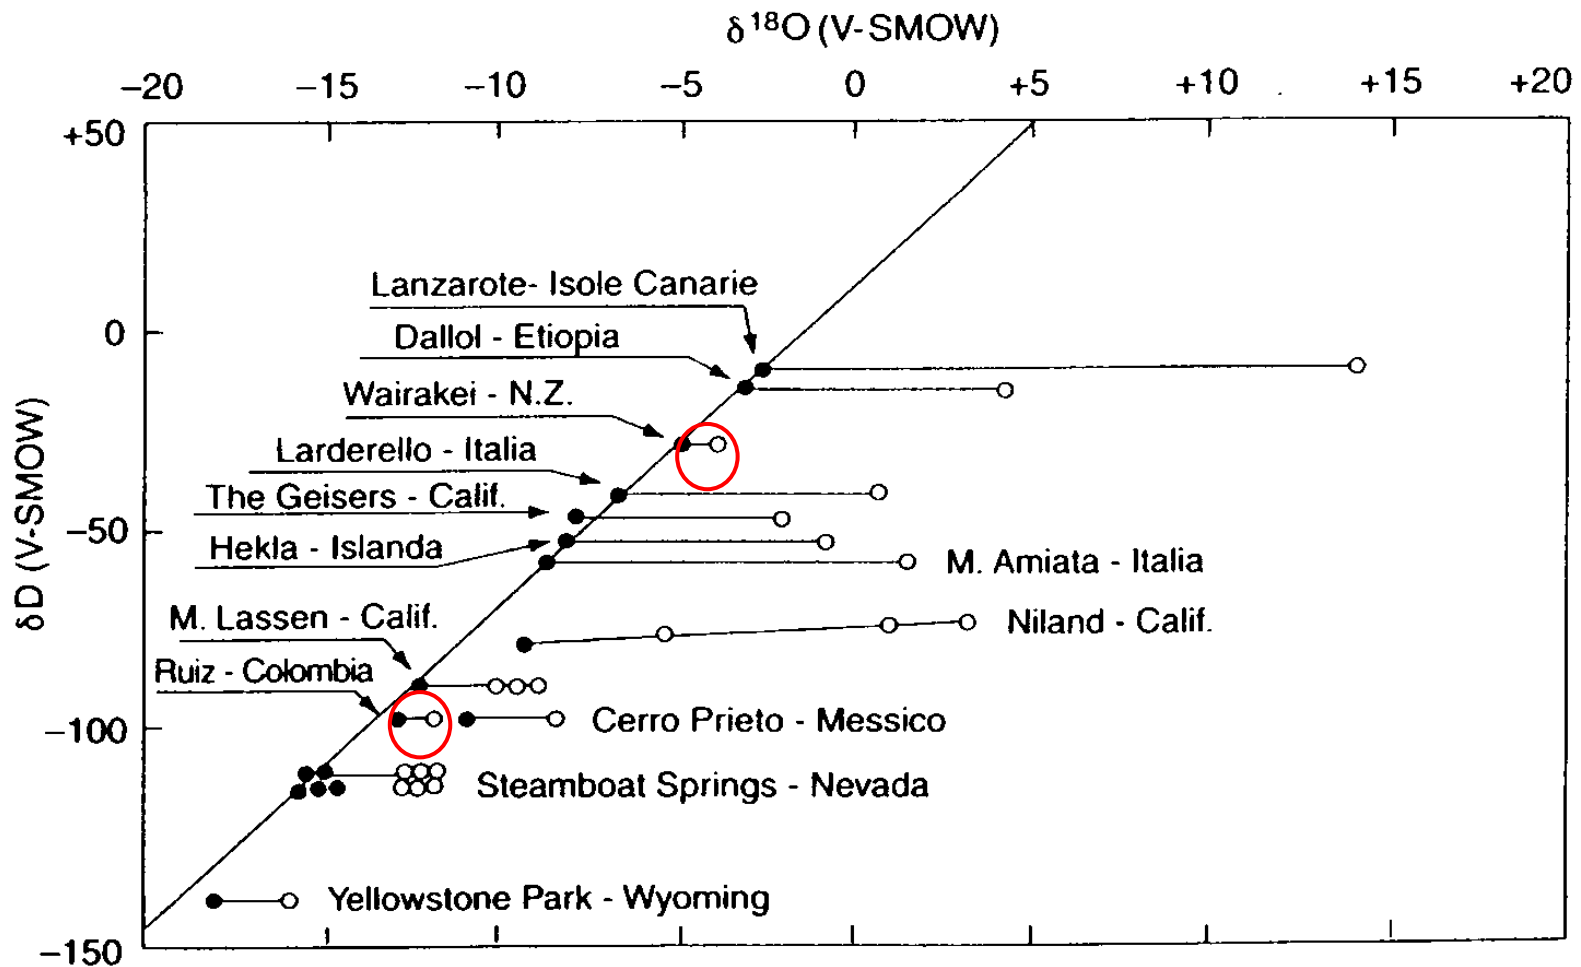 δ ¹⁸O (V-SMOW)
−20 −15 −10 −5 0 +5 +10 +15 +20
+50
Lanzarote- Isole Canarie
0
Dallol - Etiopia
Wairakei - N.Z.
Larderello - Italia
The Geisers - Calif.
δD (V-SMOW)
−50
Hekla - Islanda
M. Amiata - Italia
M. Lassen - Calif.
Niland - Calif.
Ruiz - Colombia
−100
Cerro Prieto - Messico
Steamboat Springs - Nevada
Yellowstone Park - Wyoming
−150